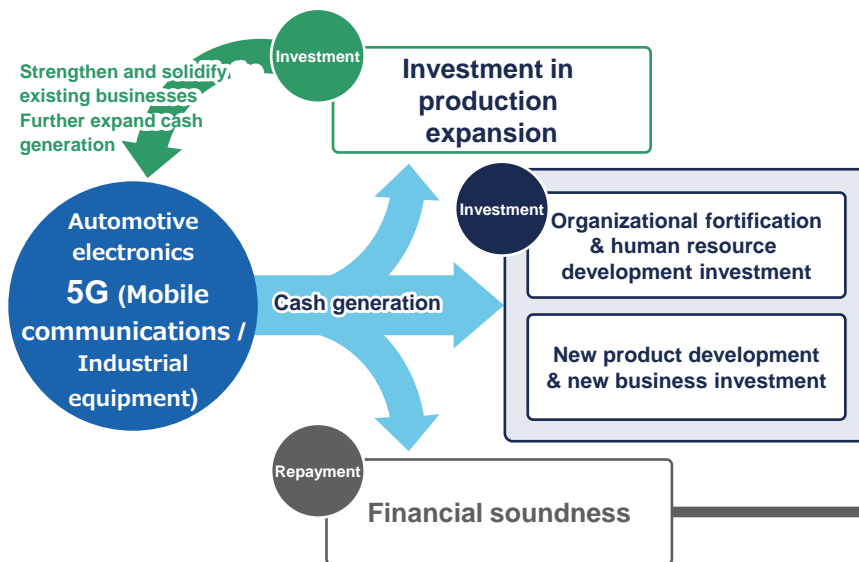 Investment
Investment in
production
expansion
Strengthen and solidify
existing businesses
Further expand cash
generation
Automotive
electronics
5G (Mobile
communications /
Industrial
equipment)
Cash generation
Investment
Organizational fortification
& human resource
development investment
New product development
& new business investment
Repayment
Financial soundness